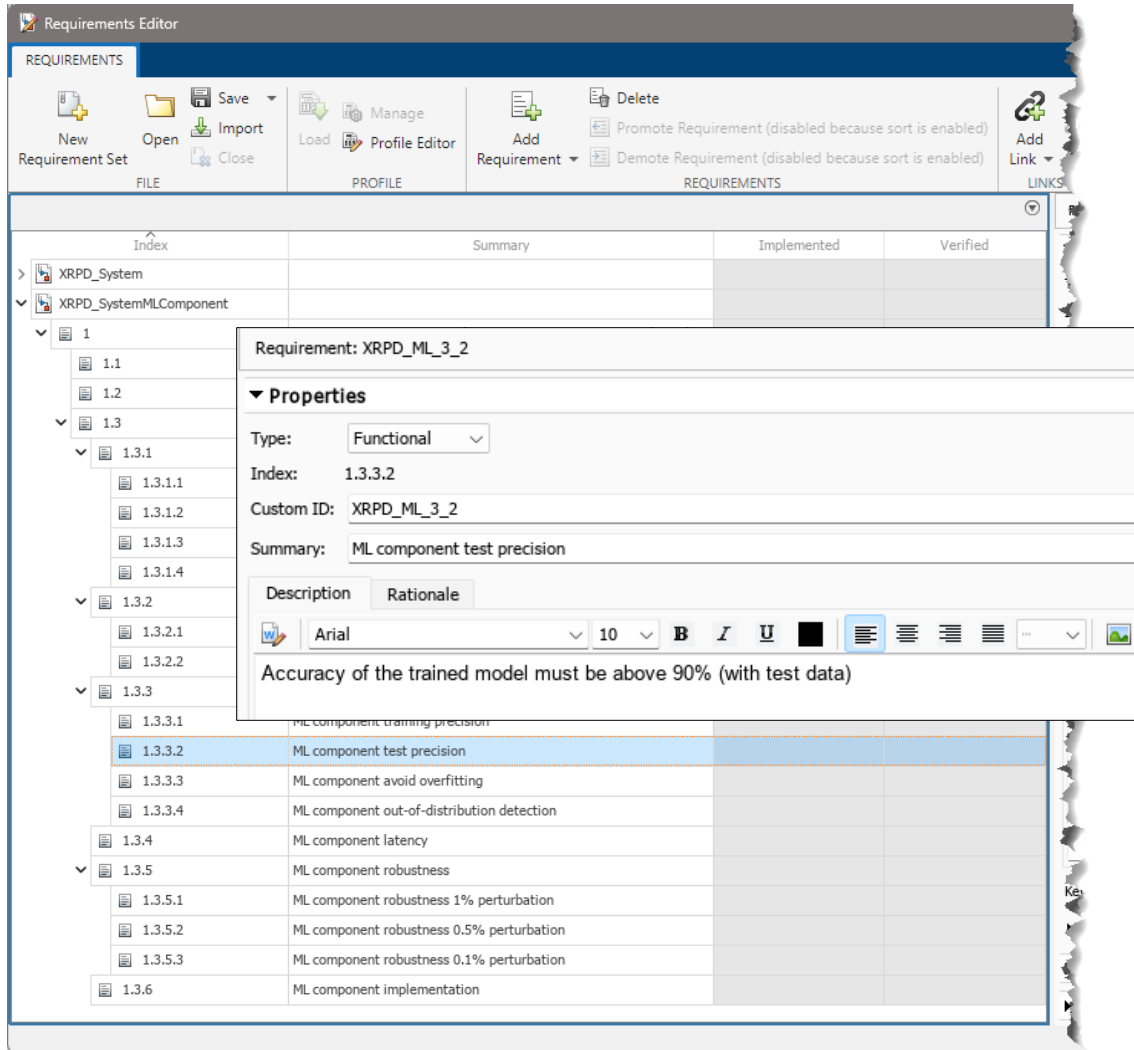 Requirements Editor
REQUIREMENTS
New Requirement Set
Open
Save
Import
Close
FILE
Load
Manage
Profile Editor
PROFILE
Add Requirement
Delete
Promote Requirement (disabled because sort is enabled)
Demote Requirement (disabled because sort is enabled)
REQUIREMENTS
Add Link
LINKS
Index Summary Implemented Verified
XRPD_System
XRPD_SystemMLComponent
1
1.1
1.2
1.3
1.3.1
1.3.1.1
1.3.1.2
1.3.1.3
1.3.1.4
1.3.2
1.3.2.1
1.3.2.2
1.3.3
Requirement: XRPD_ML_3_2
Properties
Type: Functional
Index: 1.3.3.2
Custom ID: XRPD_ML_3_2
Summary: ML component test precision
Description Rationale
Arial 10 B I U
Accuracy of the trained model must be above 90% (with test data)
1.3.3.1 ML component training precision
1.3.3.2 ML component test precision
1.3.3.3 ML component avoid overfitting
1.3.3.4 ML component out-of-distribution detection
1.3.4 ML component latency
1.3.5 ML component robustness
1.3.5.1 ML component robustness 1% perturbation
1.3.5.2 ML component robustness 0.5% perturbation
1.3.5.3 ML component robustness 0.1% perturbation
1.3.6 ML component implementation